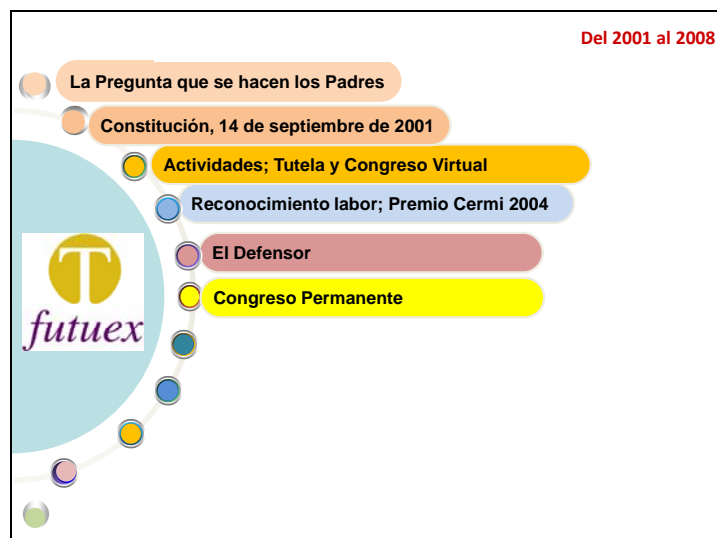 Del 2001 al 2008
La Pregunta que se hacen los Padres
Constitución, 14 de septiembre de 2001
Actividades; Tutela y Congreso Virtual
Reconocimiento labor; Premio Cermi 2004
El Defensor
Congreso Permanente
T
futuex